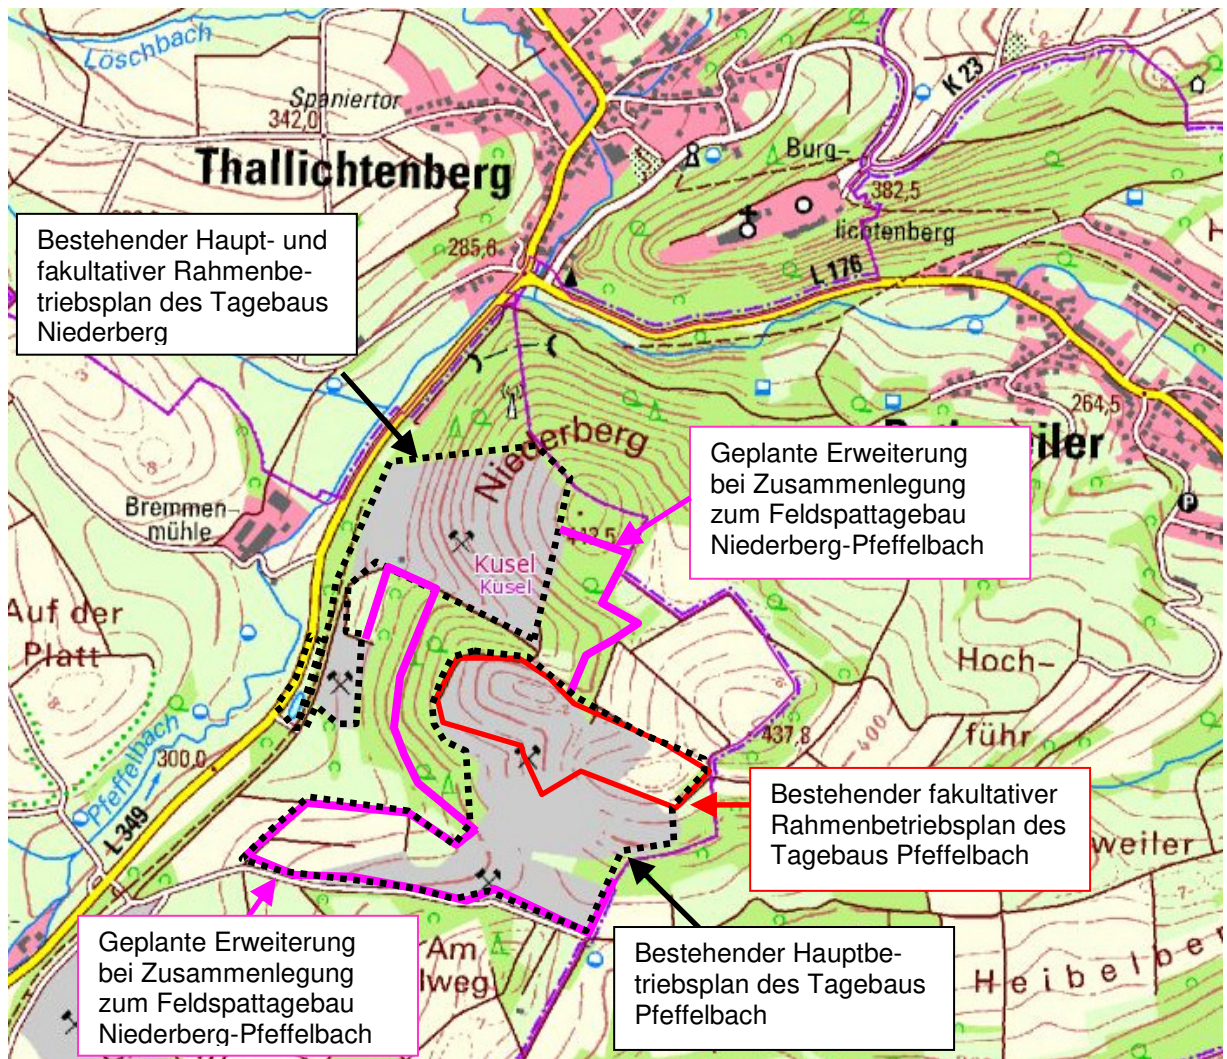 Löschbach
Spaniertor
342,0
K 23
Thallichtenberg
Burg-
382,5
lichtenberg
285,6
L 176
Bestehender Haupt- und
fakultativer Rahmenbe-
triebsplan des Tagebaus
Niederberg
264,5
Niederberg
eiler
P
Geplante Erweiterung
bei Zusammenlegung
zum Feldspattagebau
Niederberg-Pfeffelbach
Bremmen-
mühle
Kusel
Kusel
Auf der
Platt
Hoch-
führ
437,8
400
Pfeffelbach
300,0
L 349
Bestehender fakultativer
Rahmenbetriebsplan des
Tagebaus Pfeffelbach
weiler
Geplante Erweiterung
bei Zusammenlegung
zum Feldspattagebau
Niederberg-Pfeffelbach
Am
lweg
Bestehender Hauptbe-
triebsplan des Tagebaus
Pfeffelbach
Heibelber